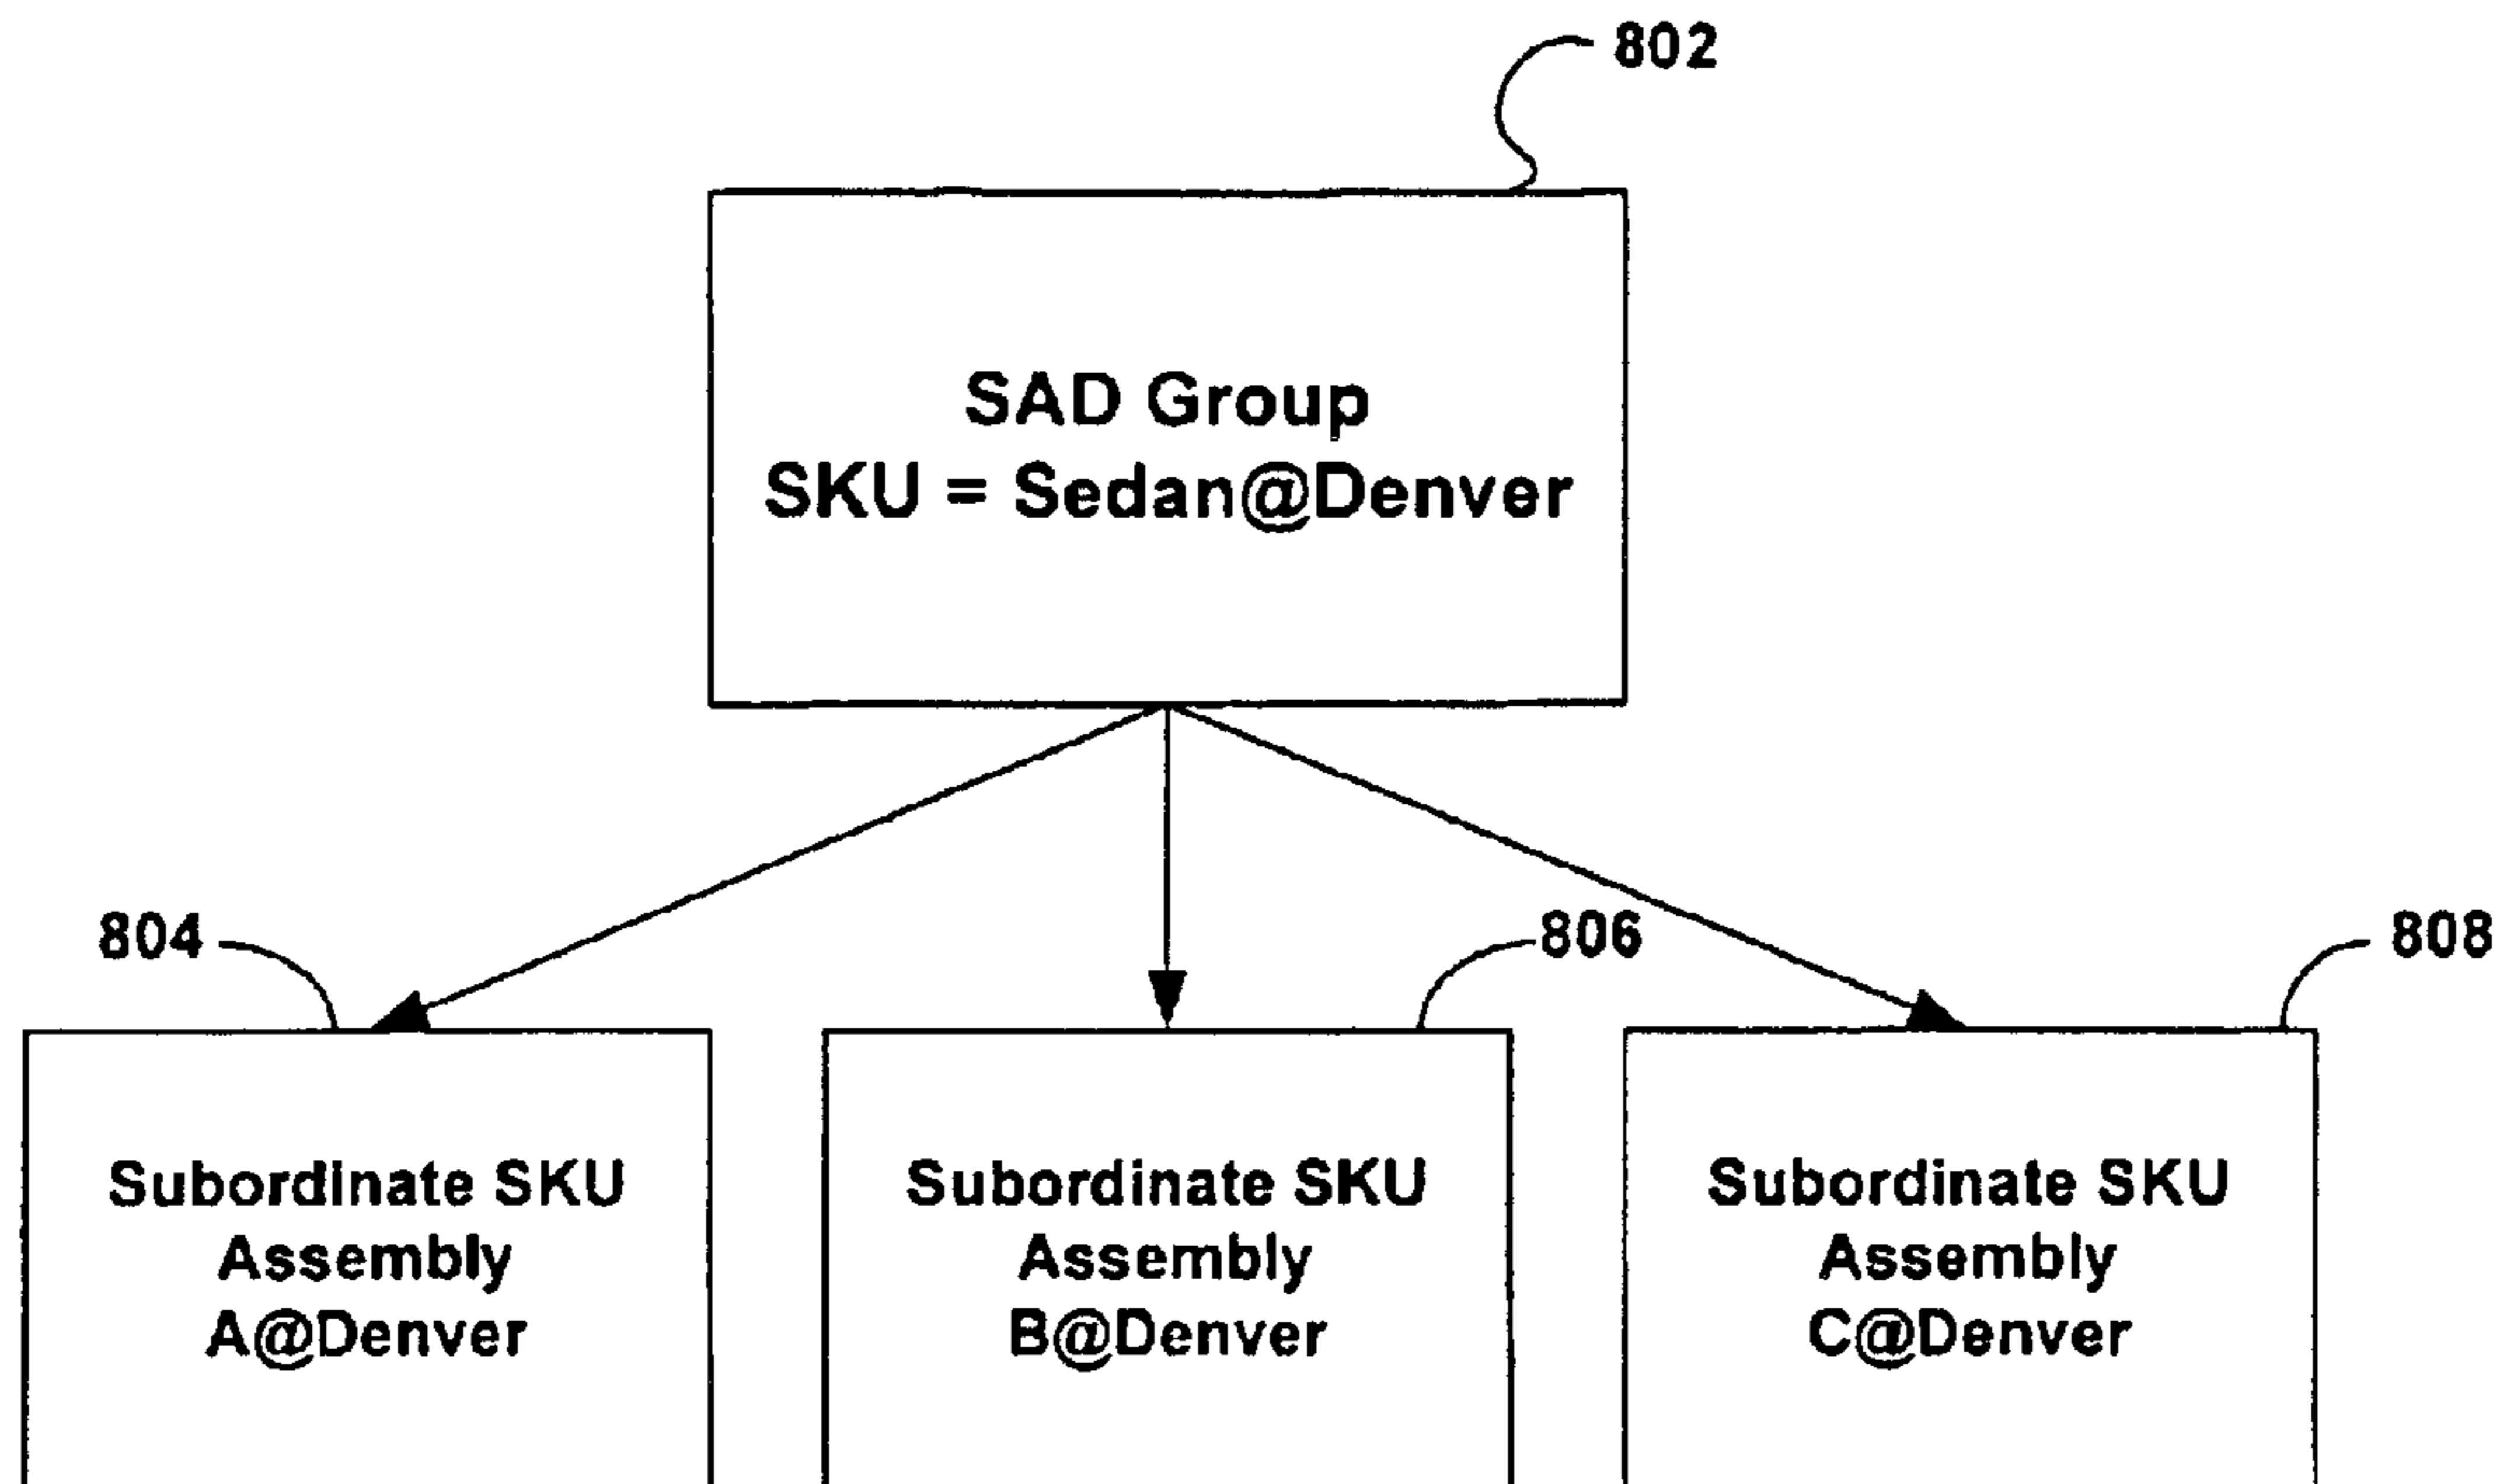 802
SAD Group
SKU = Sedan@Denver
804
806
808
Subordinate SKU
Assembly
A@Denver
Subordinate SKU
Assembly
B@Denver
Subordinate SKU
Assembly
C@Denver